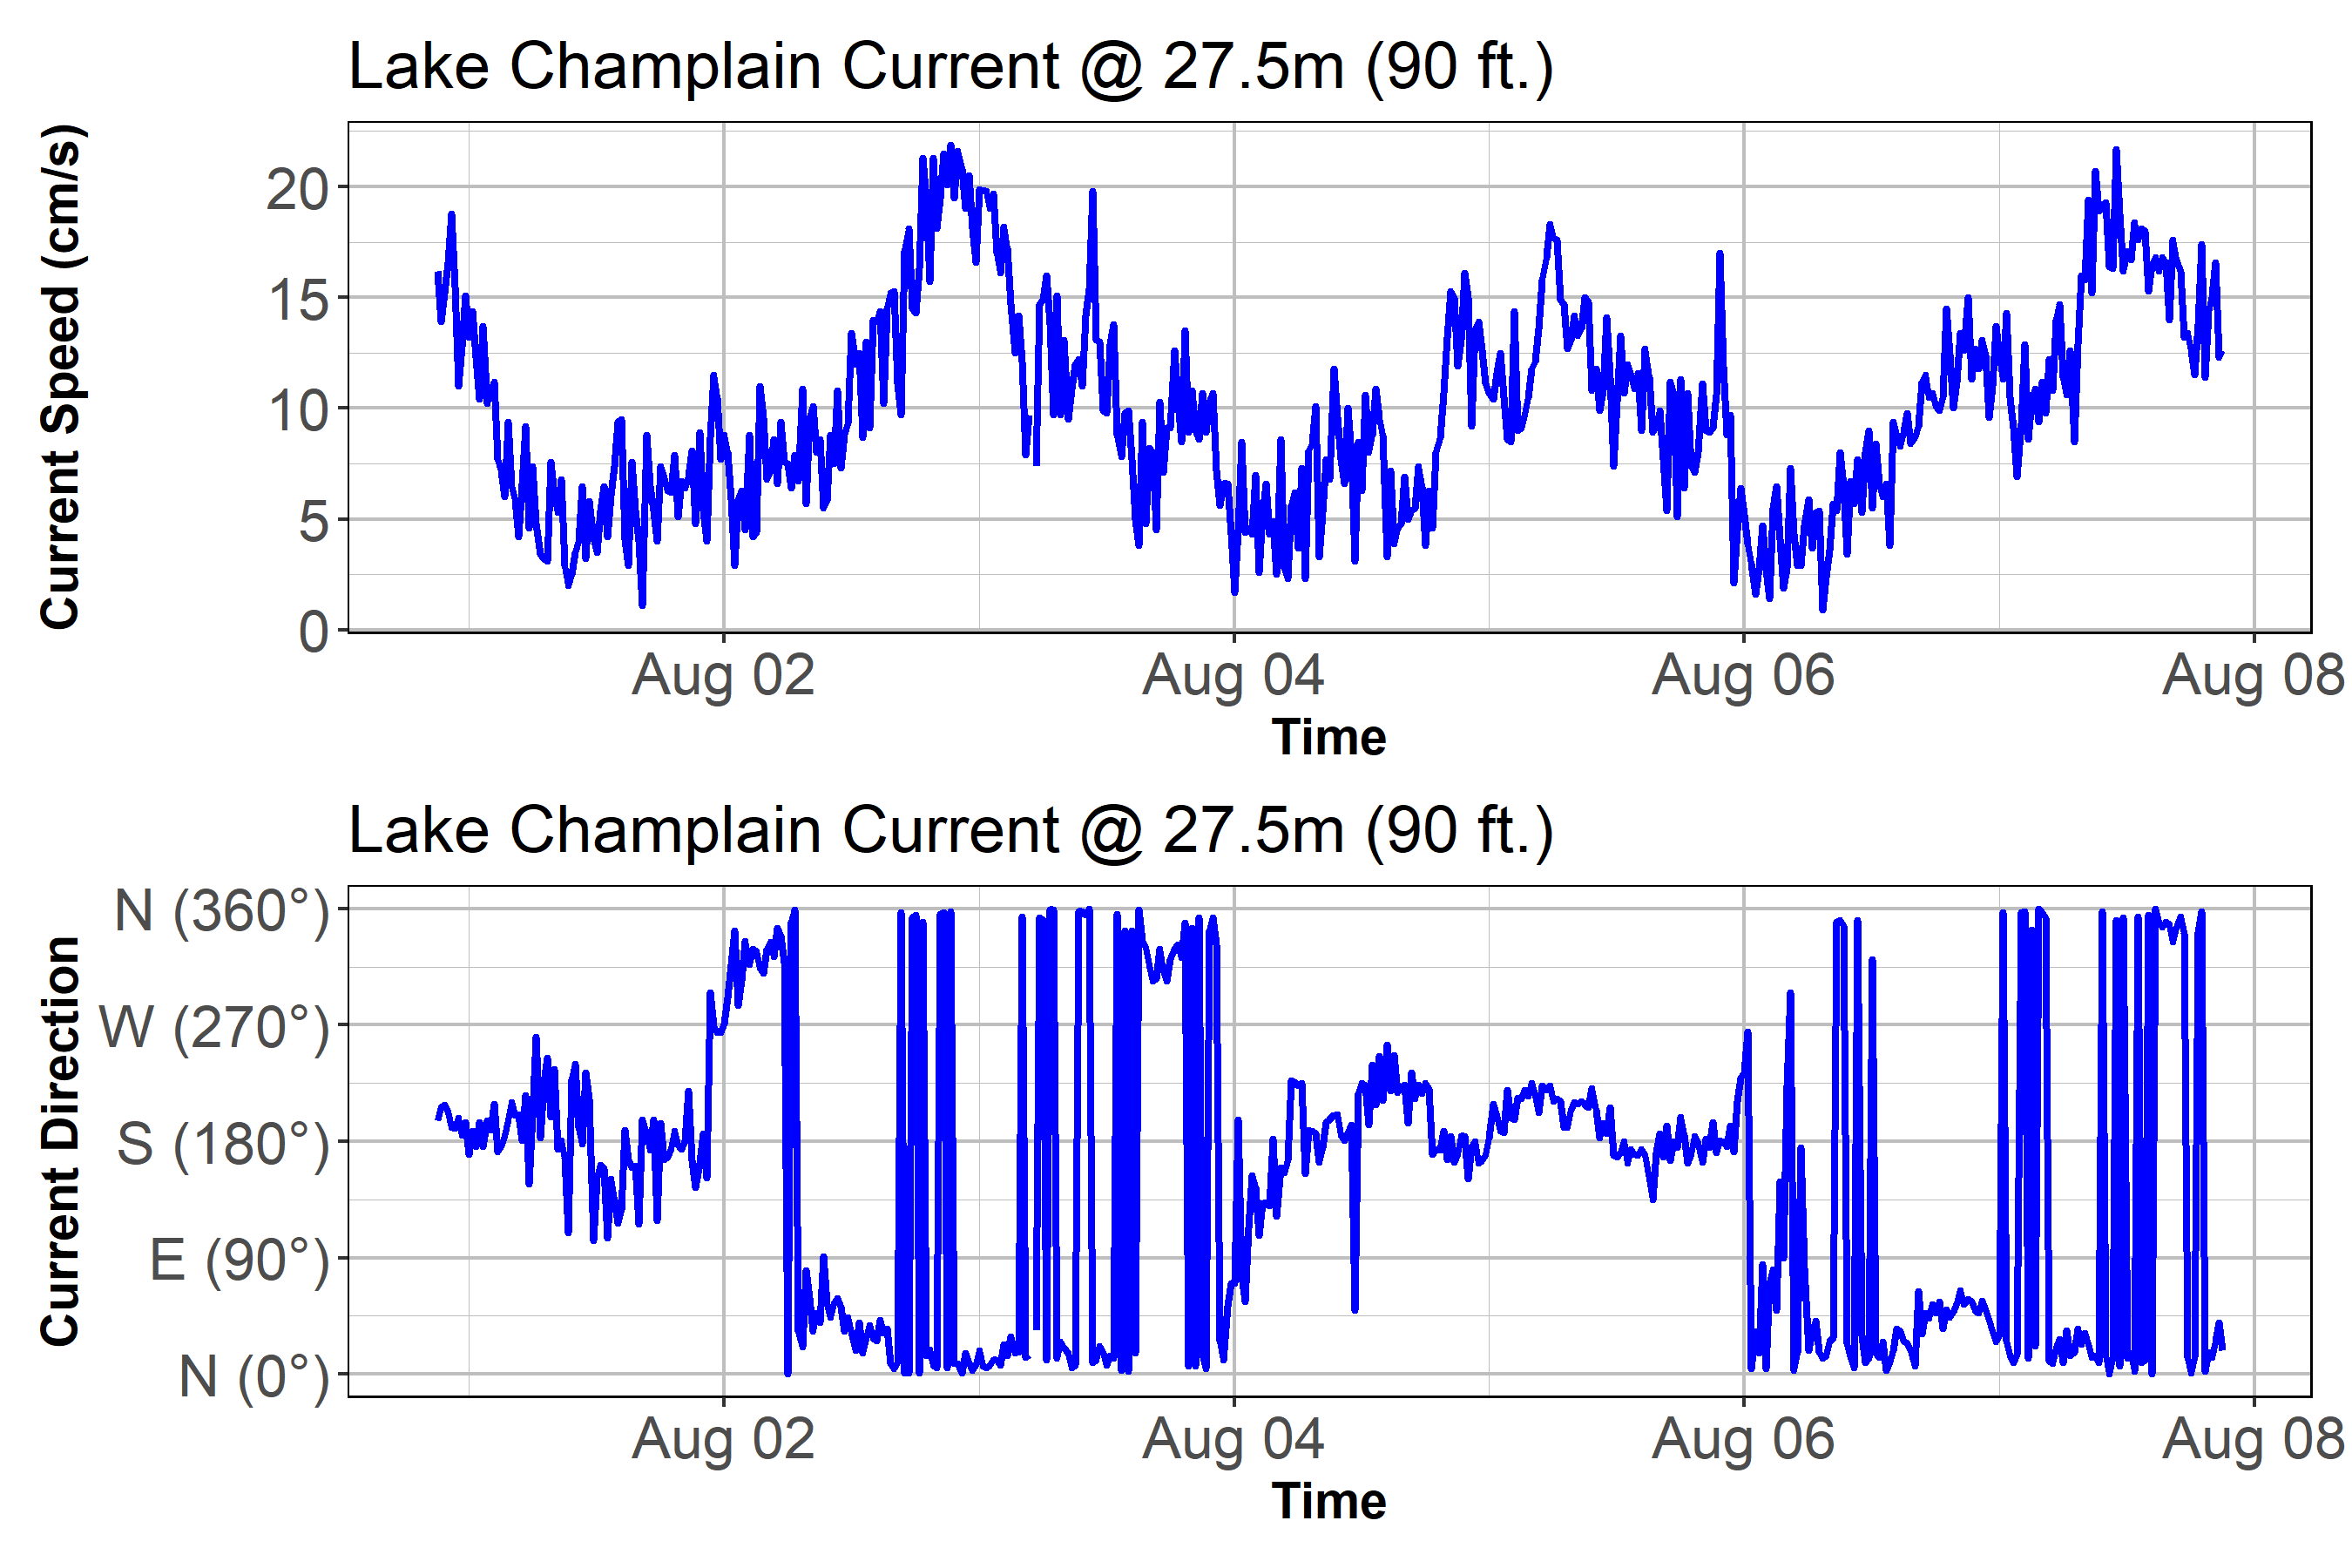 Lake Champlain Current @ 27.5m (90 ft.)
Current Speed (cm/s)
20
15
10
5
0
Aug 02 Aug 04 Aug 06 Aug 08
Time
Lake Champlain Current @ 27.5m (90 ft.)
Current Direction
N (360°)
W (270°)
S (180°)
E (90°)
N (0°)
Aug 02 Aug 04 Aug 06 Aug 08
Time